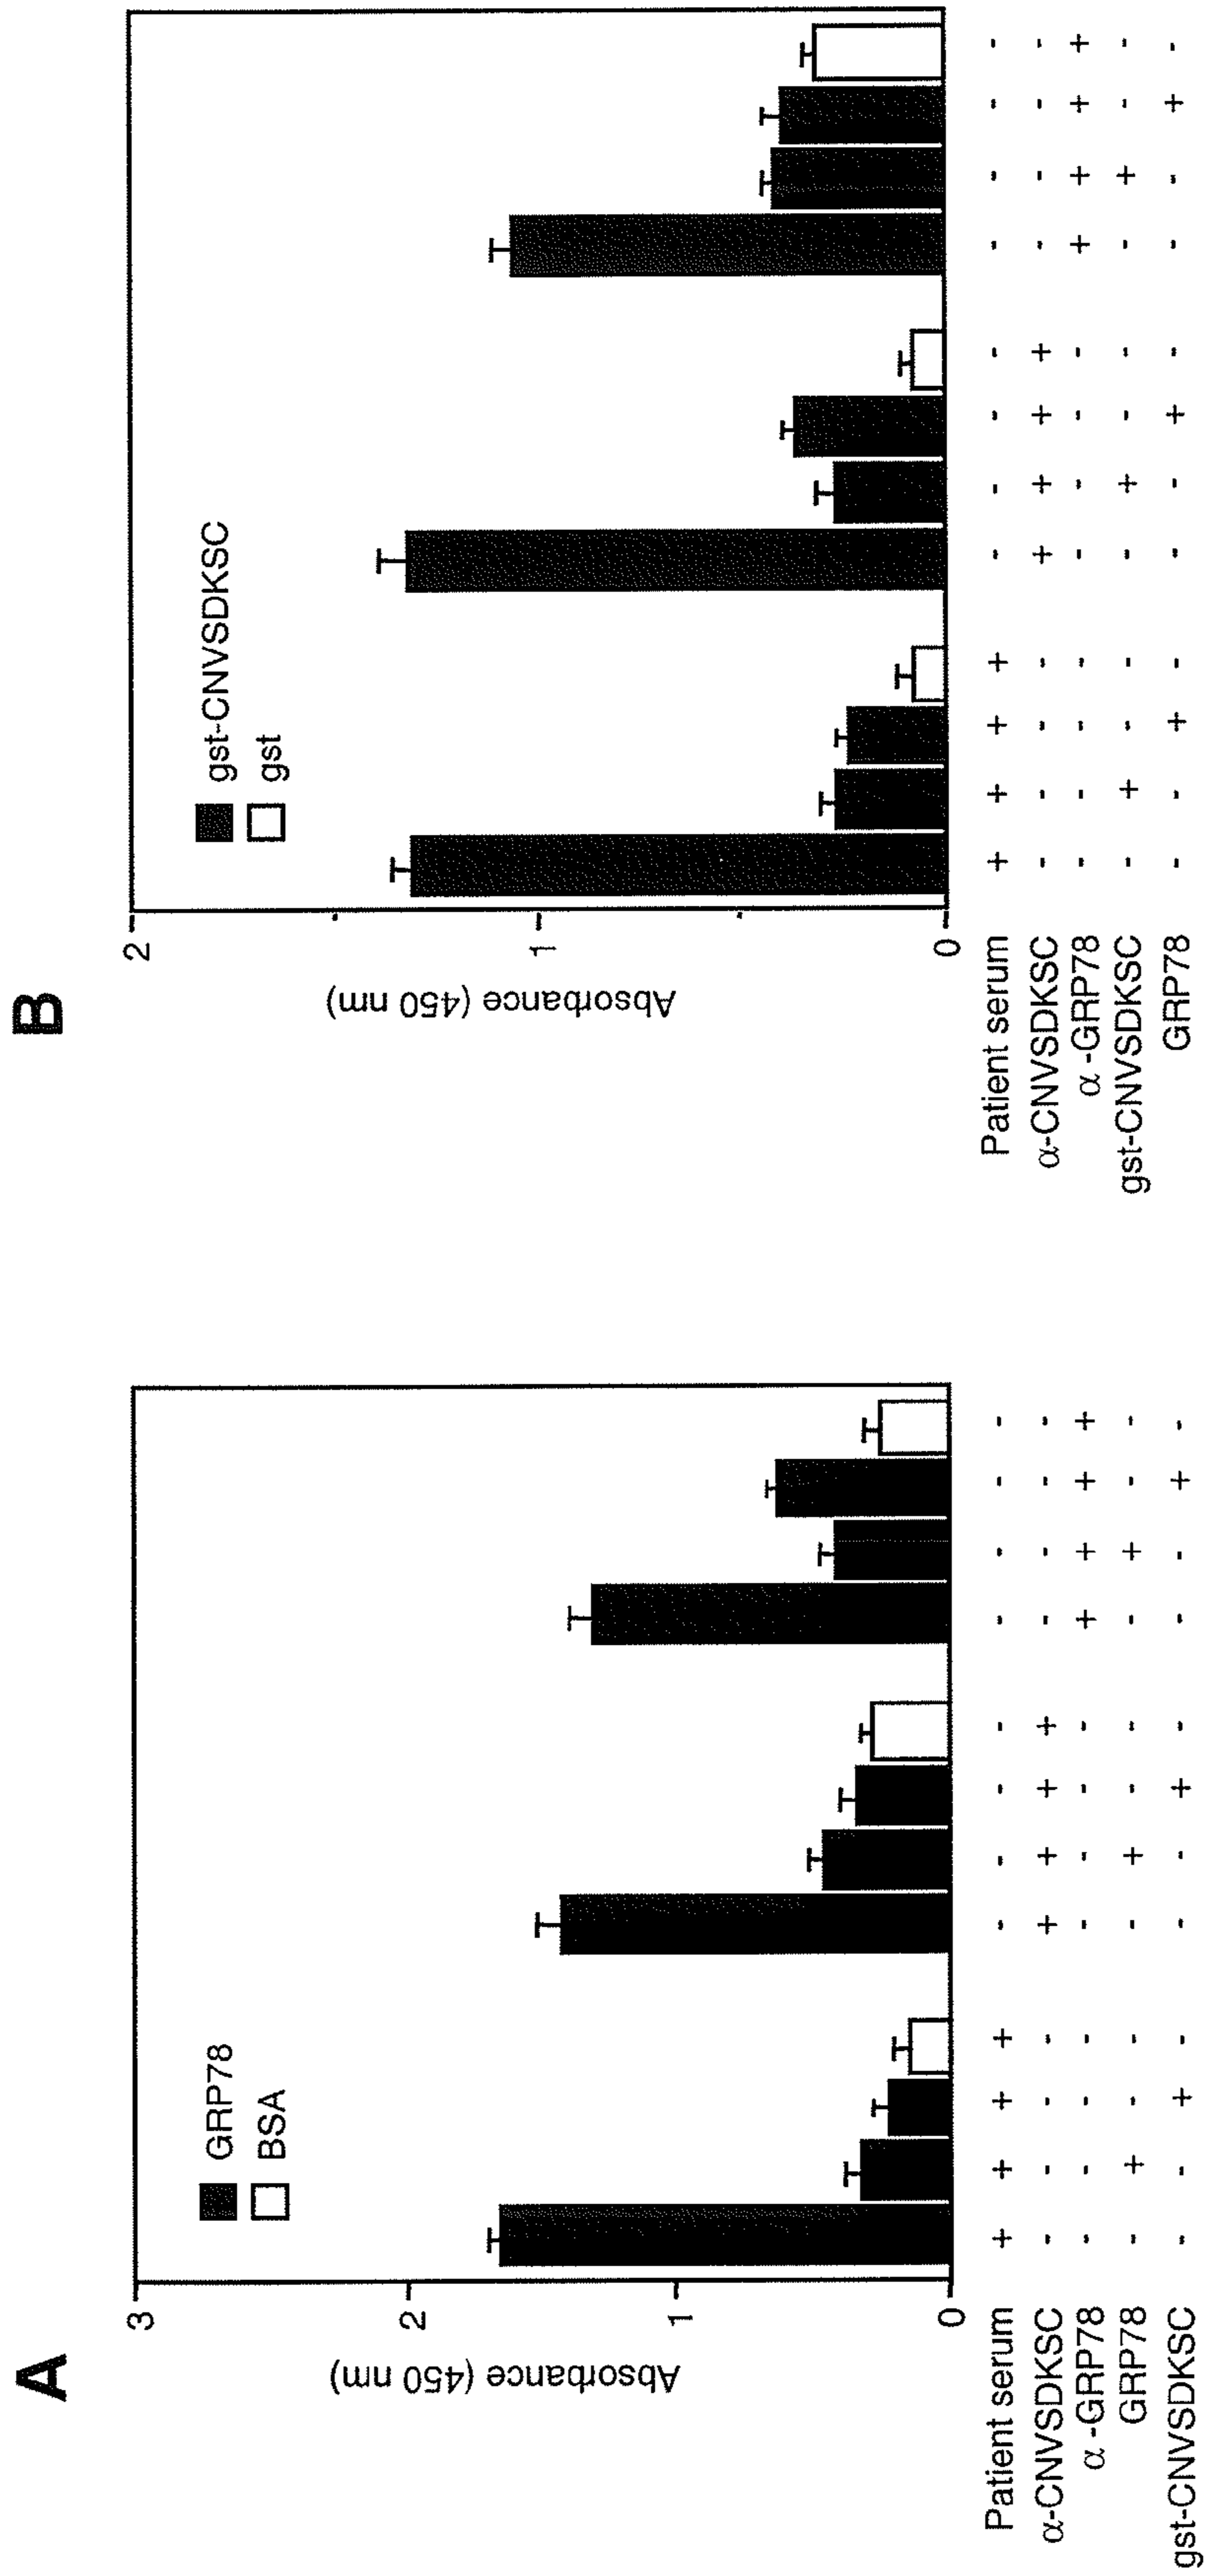 A
3
2
1
0
Absorbance (450 nm)
GRP78
BSA
Patient serum + + + + - - - - - - - -
α-CNVSDKSC - - - - + + + + - - - -
α -GRP78 - - - - - - - - + + + +
GRP78 - + - - - + - - - + - -
gst-CNVSDKSC - - + - - - + - - - + -
B
2
1
0
Absorbance (450 nm)
gst-CNVSDKSC
gst
Patient serum + + + + - - - - - - - -
α-CNVSDKSC - - - - + + + + - - - -
α -GRP78 - - - - - - - - + + + +
gst-CNVSDKSC - + - - - + - - - + - -
GRP78 - - + - - - + - - - + -